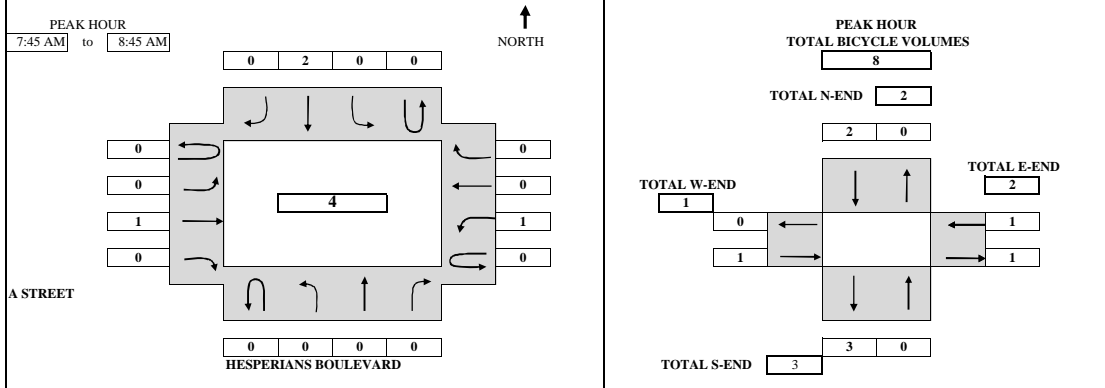 PEAK HOUR
7:45 AM to 8:45 AM
NORTH
0 2 0 0
0 0
0 0
4
1 1
0 0
A STREET
0 0 0 0
HESPERIANS BOULEVARD
PEAK HOUR
TOTAL BICYCLE VOLUMES
8
TOTAL N-END 2
2 0
TOTAL E-END
2
TOTAL W-END
1
0 1
1 1
3 0
TOTAL S-END 3